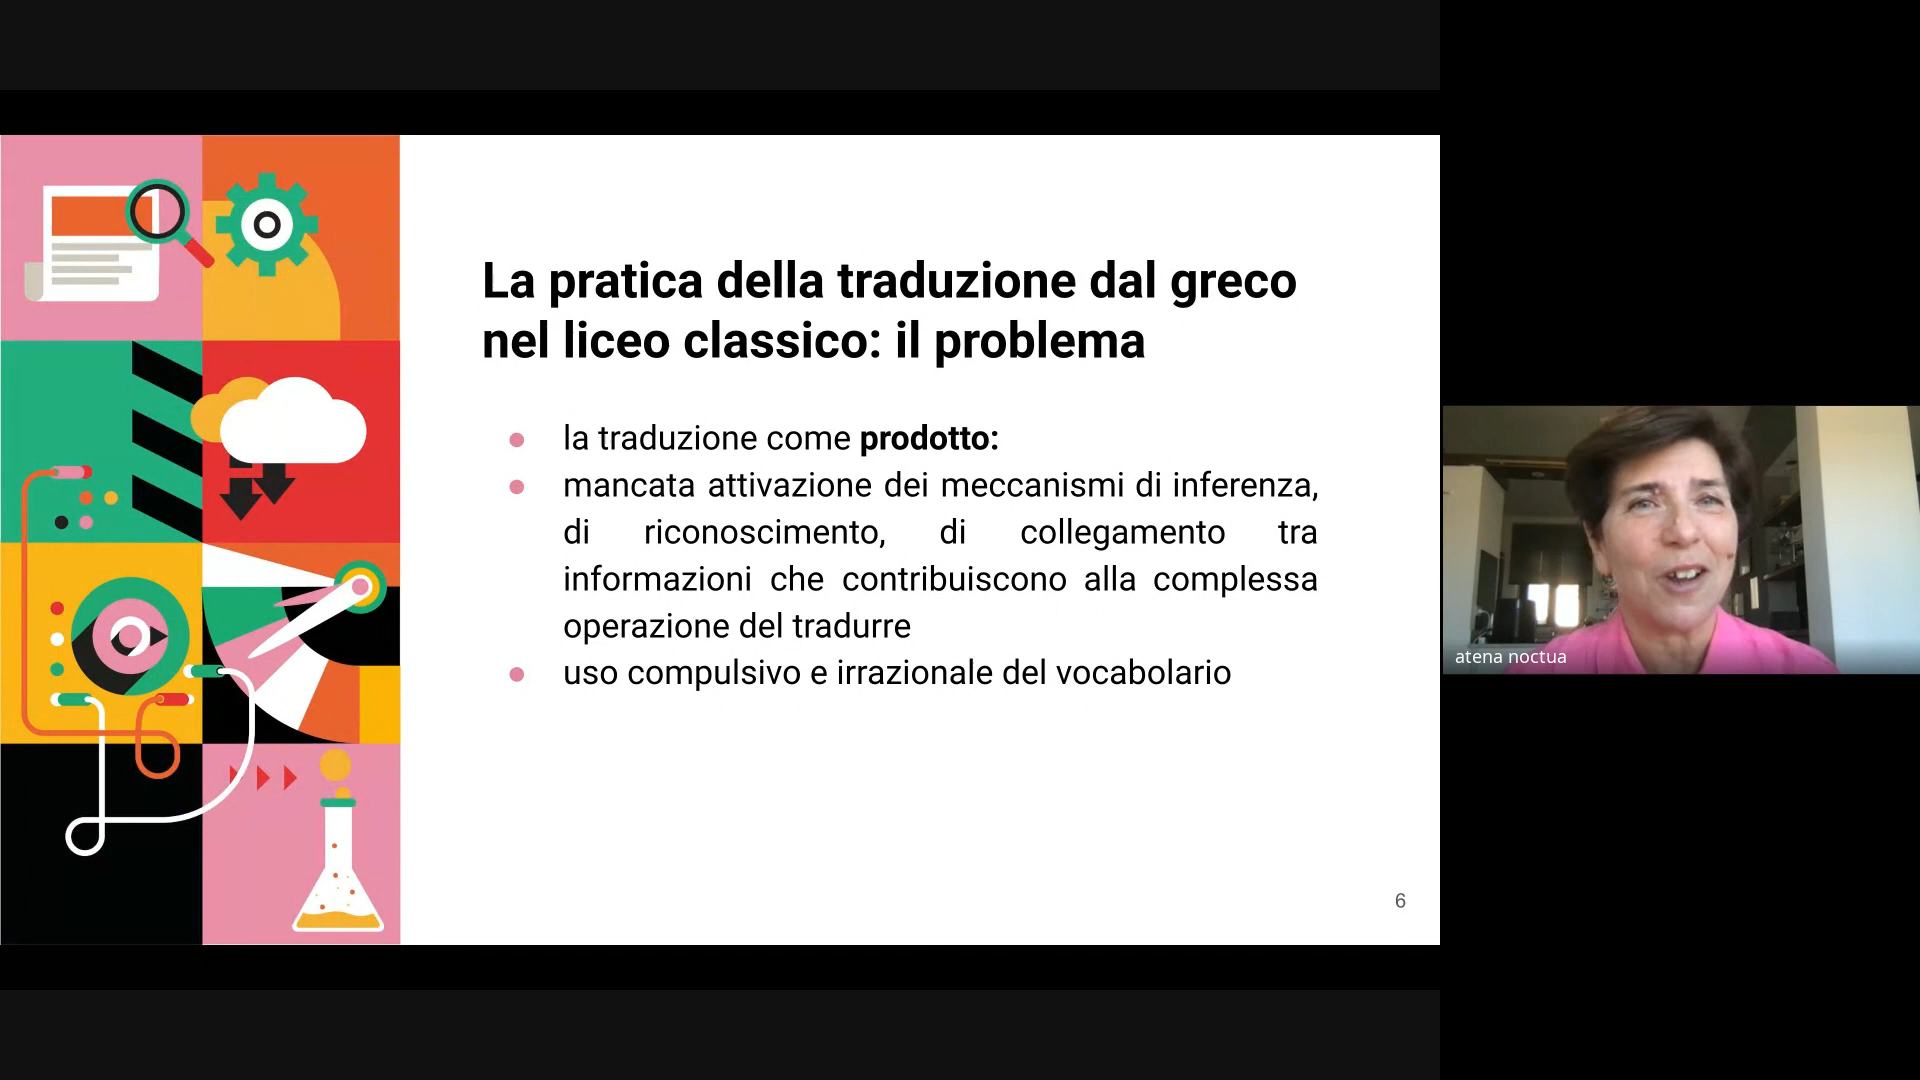 La pratica della traduzione dal greco
nel liceo classico: il problema
● la traduzione come prodotto:
● mancata attivazione dei meccanismi di inferenza,
di riconoscimento, di collegamento tra
informazioni che contribuiscono alla complessa
operazione del tradurre
● uso compulsivo e irrazionale del vocabolario
6
atena noctua